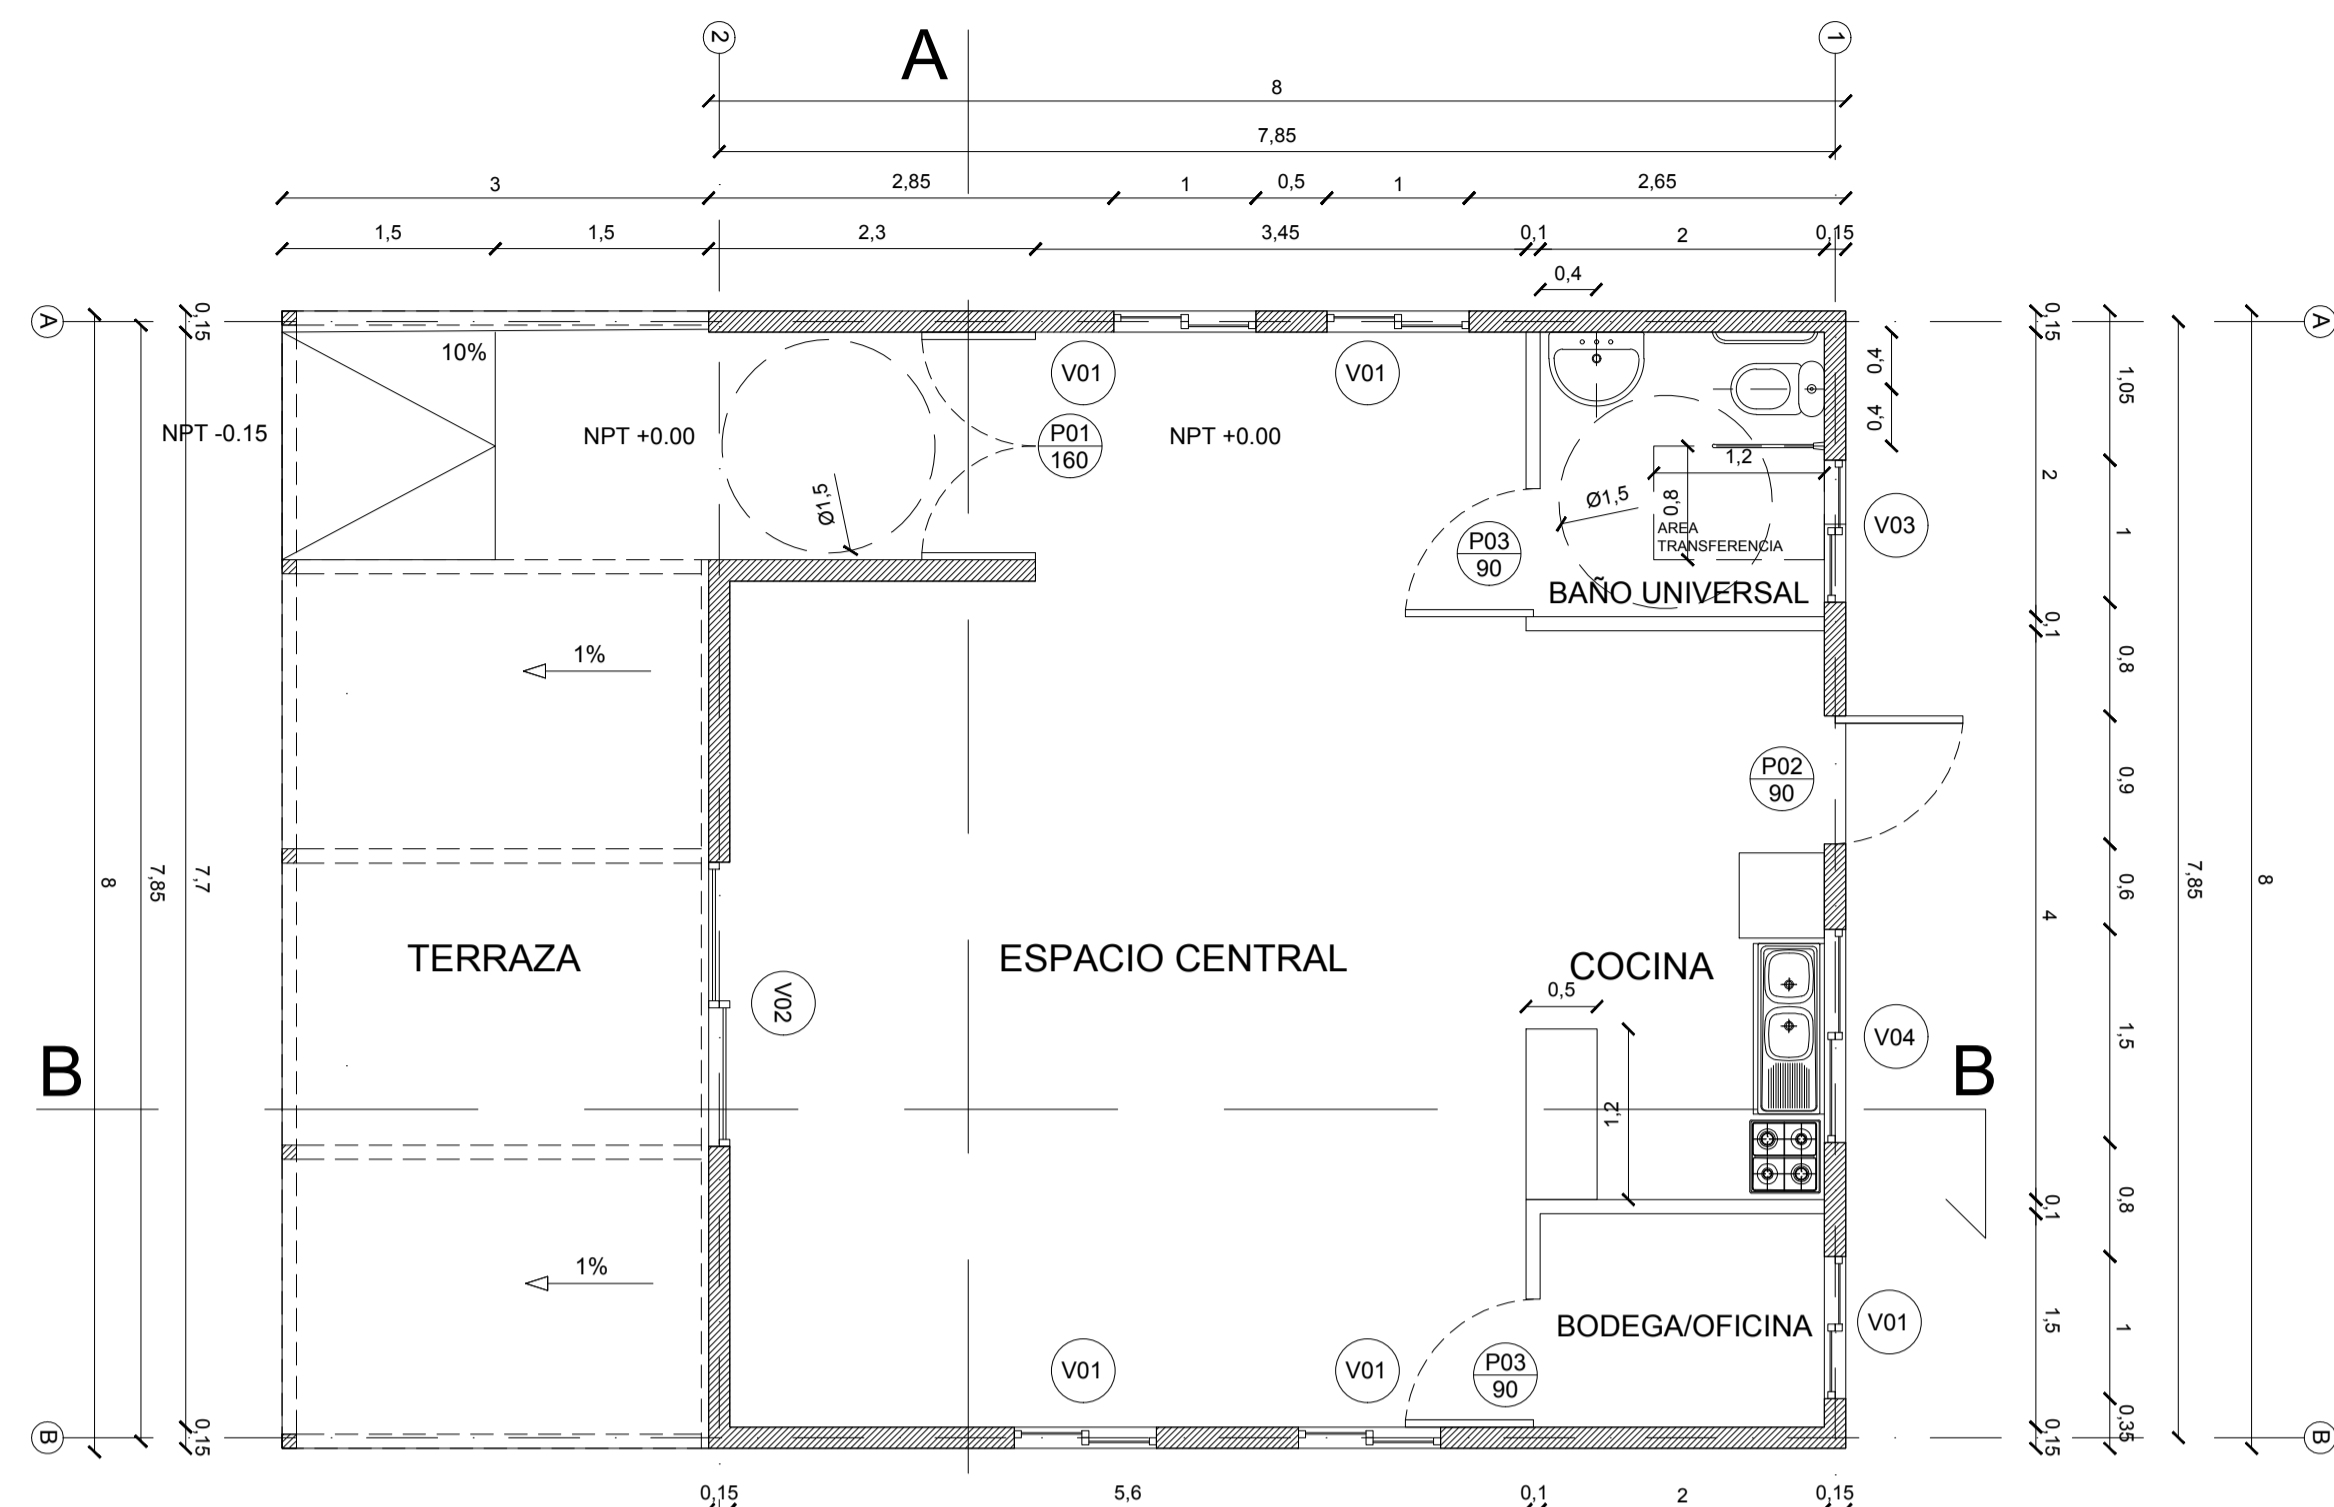 2
A
1
8
7,85
3
2,85
1
0,5
1
2,65
1,5
1,5
2,3
3,45
0,1
2
0,15
0,4
A
0,15
0,15
A
10%
V01
V01
0,4
1,05
NPT -0.15
NPT +0.00
P01
160
NPT +0.00
0,4
1,2
2
Ø1,5
Ø1,5
0,8
AREA
TRANSFERENCIA
V03
1
P03
90
BAÑO UNIVERSAL
0,1
1%
0,8
P02
90
0,9
8
7,85
7,7
0,6
4
7,85
8
TERRAZA
ESPACIO CENTRAL
COCINA
V02
0,5
V04
1,5
B
B
1,2
0,8
0,1
1%
BODEGA/OFICINA
V01
1,5
1
V01
V01
P03
90
B
0,15
0,35
0,15
B
0,15
5,6
0,1
2
0,15